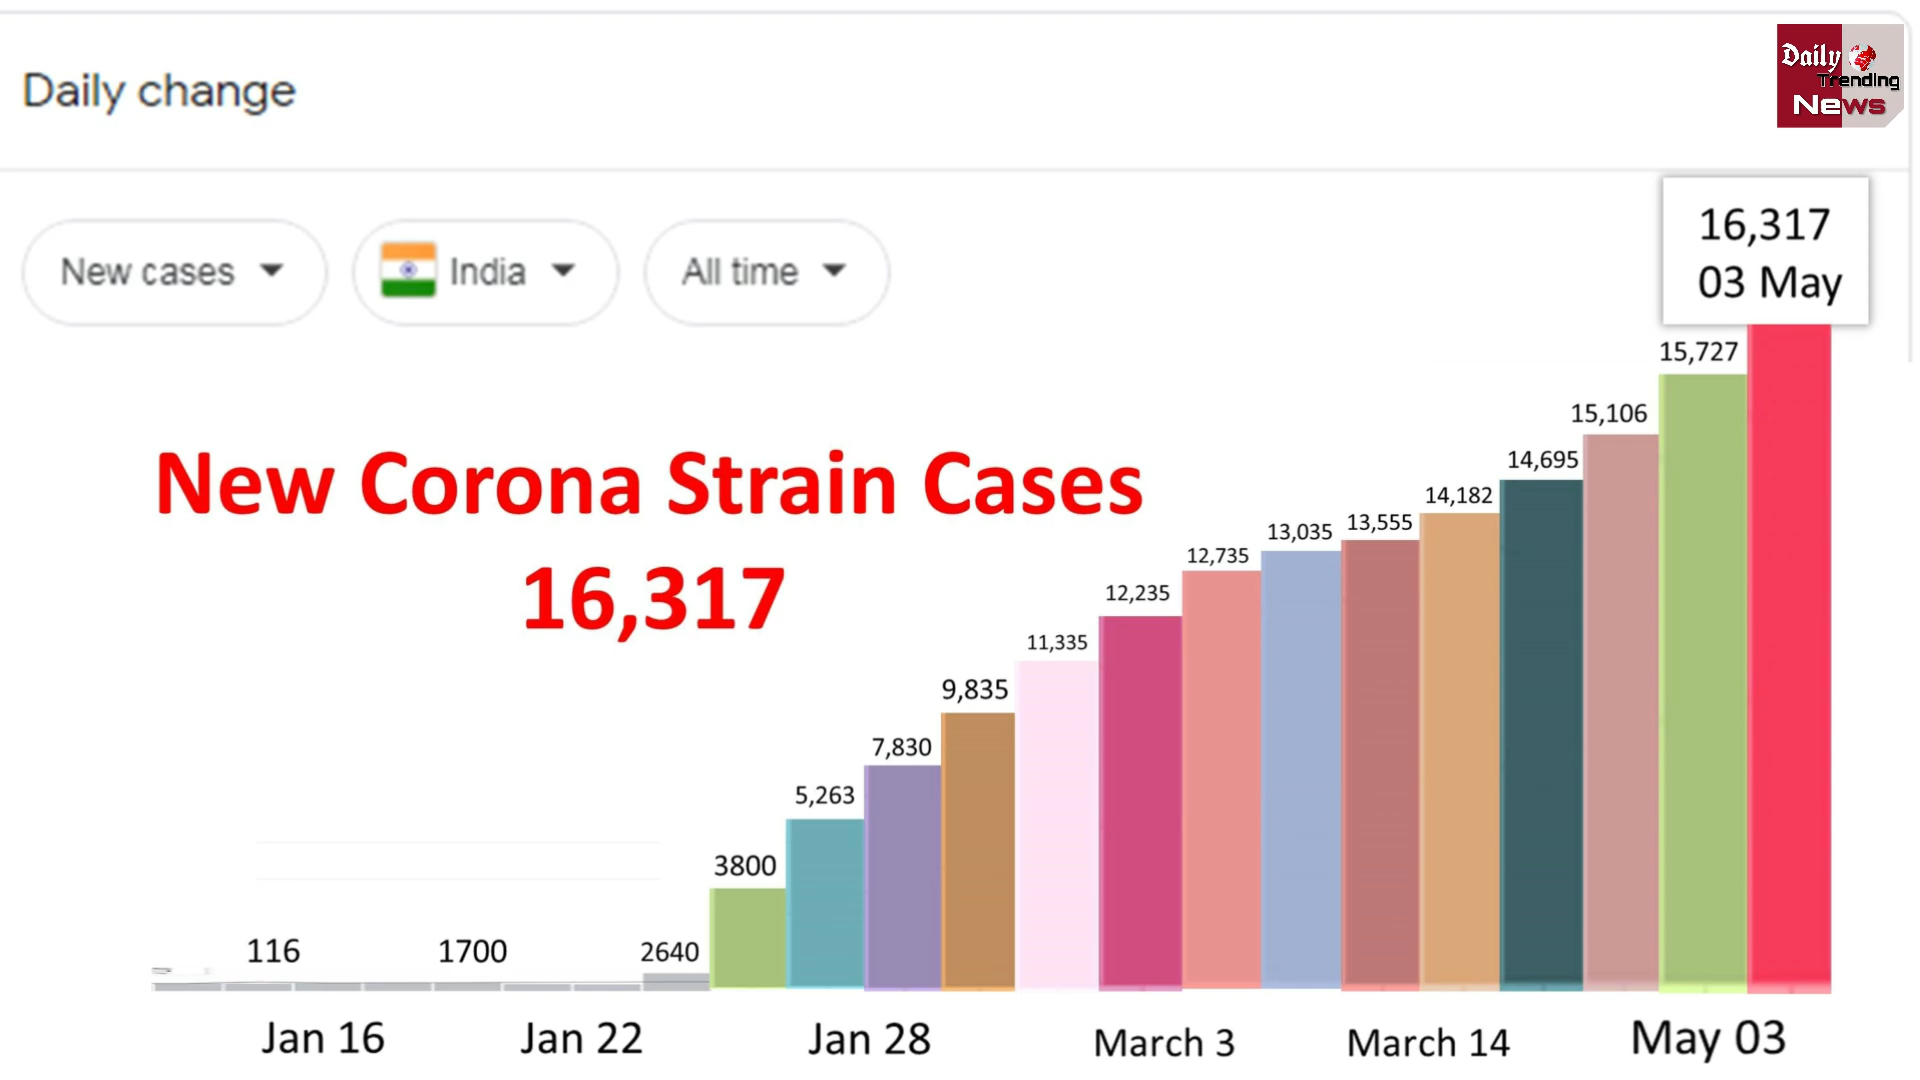 Daily change
Daily
Trending
News
New cases
India
All time
16,317
03 May
New Corona Strain Cases
16,317
116
1700
2640
3800
5,263
7,830
9,835
11,335
12,235
12,735
13,035
13,555
14,182
14,695
15,106
15,727
Jan 16
Jan 22
Jan 28
March 3
March 14
May 03